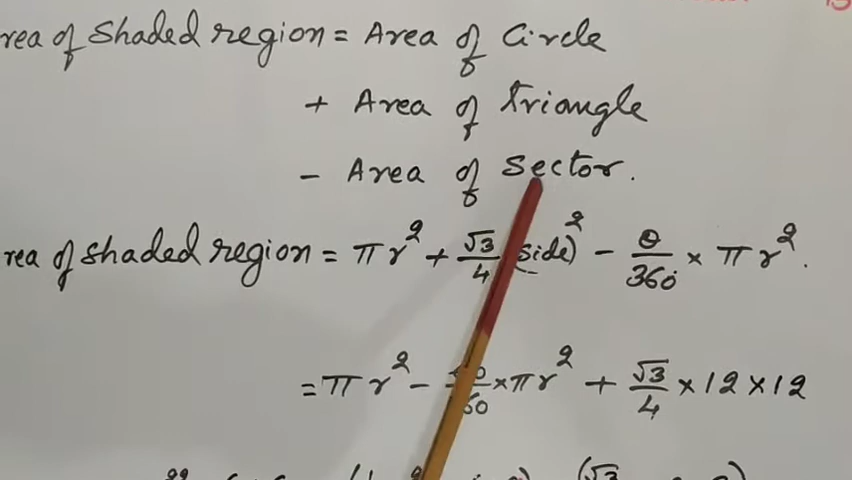 rea of Shaded region = Area of Circle
+ Area of Triangle
- Area of Sector.
rea of Shaded region = πr² + √3/4 (side)² - θ/360° × πr².
= πr² - 60 × πr² + √3/4 × 12 × 12